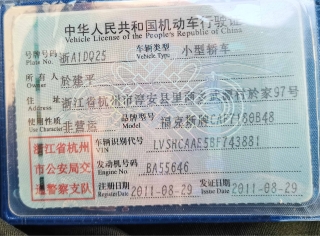 中华人民共和国机动车行驶证
Vehicle License of the People's Republic of China
号牌号码 浙A1DQ25 车辆类型 小型轿车
Plate No. Vehicle Type
所有人 於建平
Owner
住址 浙江省杭州市淳安县里商乡武源行於家97号
Address
使用性质 非营运 品牌型号 福克斯牌CAF7180B48
Use Character Model
浙江省杭州 车辆识别代号 LVSHCAAE5BF743881
VIN
市公安局交 发动机号码 BA55646
Engine No.
通警察支队 注册日期 2011-08-29 发证日期 2011-08-29
Register Date Issue Date